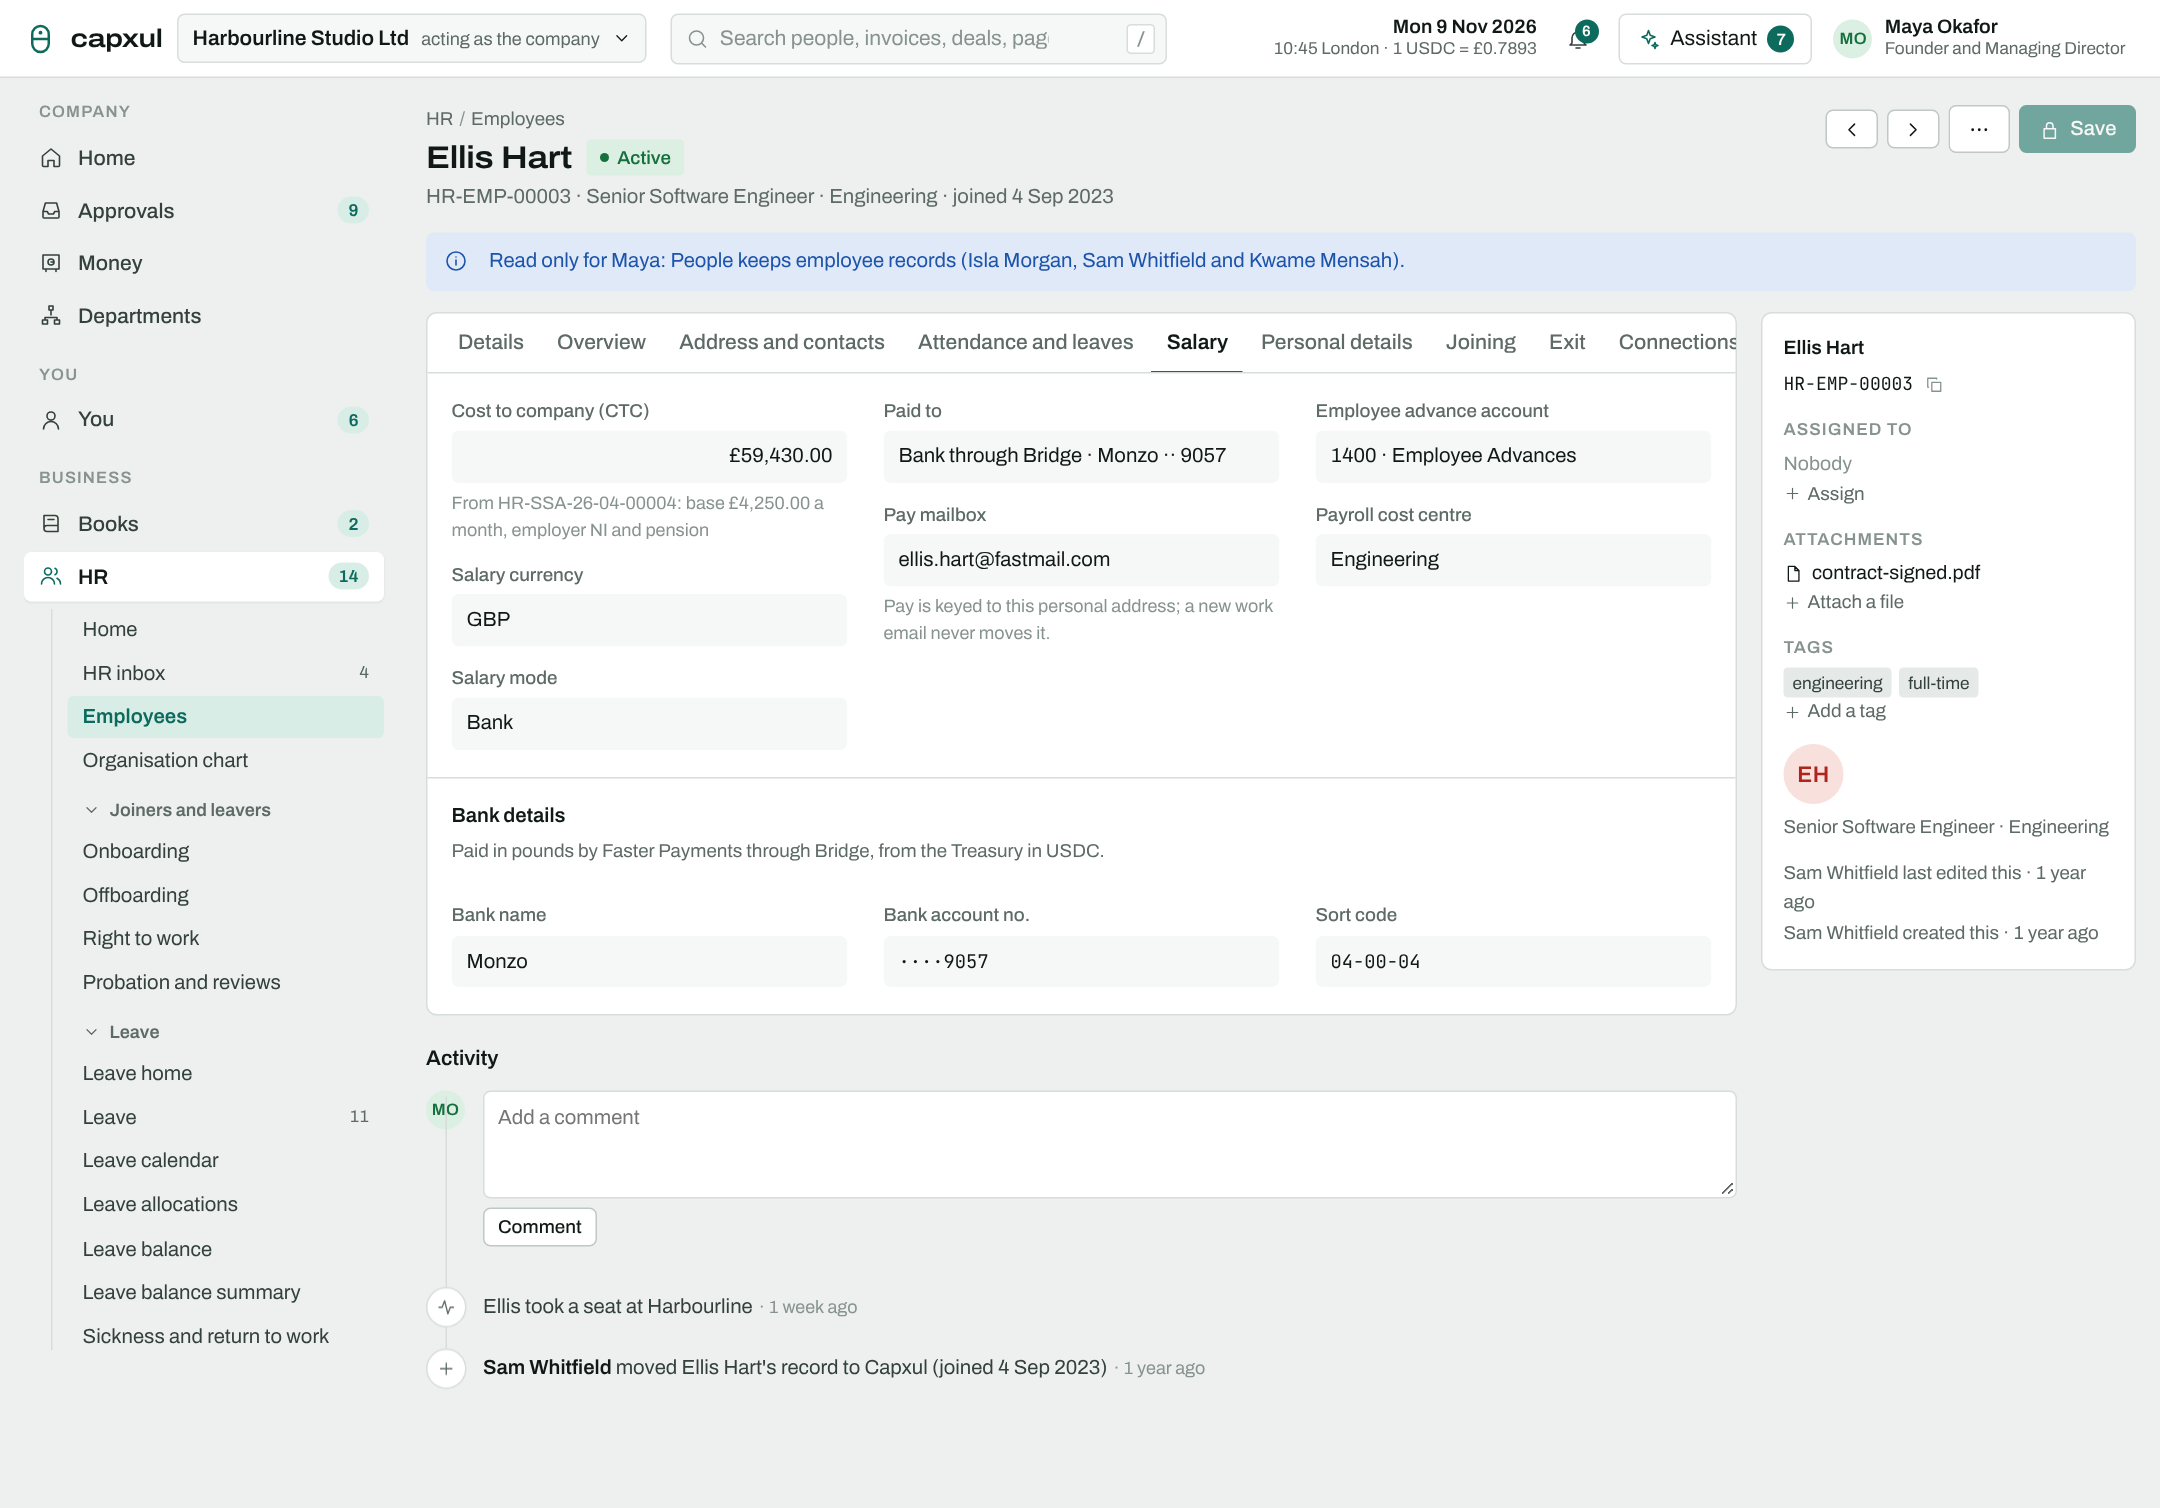 capxul
Harbourline Studio Ltd acting as the company
Search people, invoices, deals, pag
/
Mon 9 Nov 2026
10:45 London · 1 USDC = £0.7893
6
Assistant 7
MO
Maya Okafor
Founder and Managing Director
COMPANY
Home
Approvals 9
Money
Departments
YOU
You 6
BUSINESS
Books 2
HR 14
Home
HR inbox 4
Employees
Organisation chart
Joiners and leavers
Onboarding
Offboarding
Right to work
Probation and reviews
Leave
Leave home
Leave 11
Leave calendar
Leave allocations
Leave balance
Leave balance summary
Sickness and return to work
HR / Employees
Ellis Hart
Active
HR-EMP-00003 · Senior Software Engineer · Engineering · joined 4 Sep 2023
Save
Read only for Maya: People keeps employee records (Isla Morgan, Sam Whitfield and Kwame Mensah).
Details Overview Address and contacts Attendance and leaves Salary Personal details Joining Exit Connections
Cost to company (CTC)
£59,430.00
From HR-SSA-26-04-00004: base £4,250.00 a
month, employer NI and pension
Salary currency
GBP
Salary mode
Bank
Paid to
Bank through Bridge · Monzo ·· 9057
Pay mailbox
ellis.hart@fastmail.com
Pay is keyed to this personal address; a new work
email never moves it.
Employee advance account
1400 · Employee Advances
Payroll cost centre
Engineering
Bank details
Paid in pounds by Faster Payments through Bridge, from the Treasury in USDC.
Bank name
Monzo
Bank account no.
····9057
Sort code
04-00-04
Activity
MO
Add a comment
Comment
Ellis took a seat at Harbourline · 1 week ago
Sam Whitfield moved Ellis Hart's record to Capxul (joined 4 Sep 2023) · 1 year ago
Ellis Hart
HR-EMP-00003
ASSIGNED TO
Nobody
+ Assign
ATTACHMENTS
contract-signed.pdf
+ Attach a file
TAGS
engineering full-time
+ Add a tag
EH
Senior Software Engineer · Engineering
Sam Whitfield last edited this · 1 year
ago
Sam Whitfield created this · 1 year ago